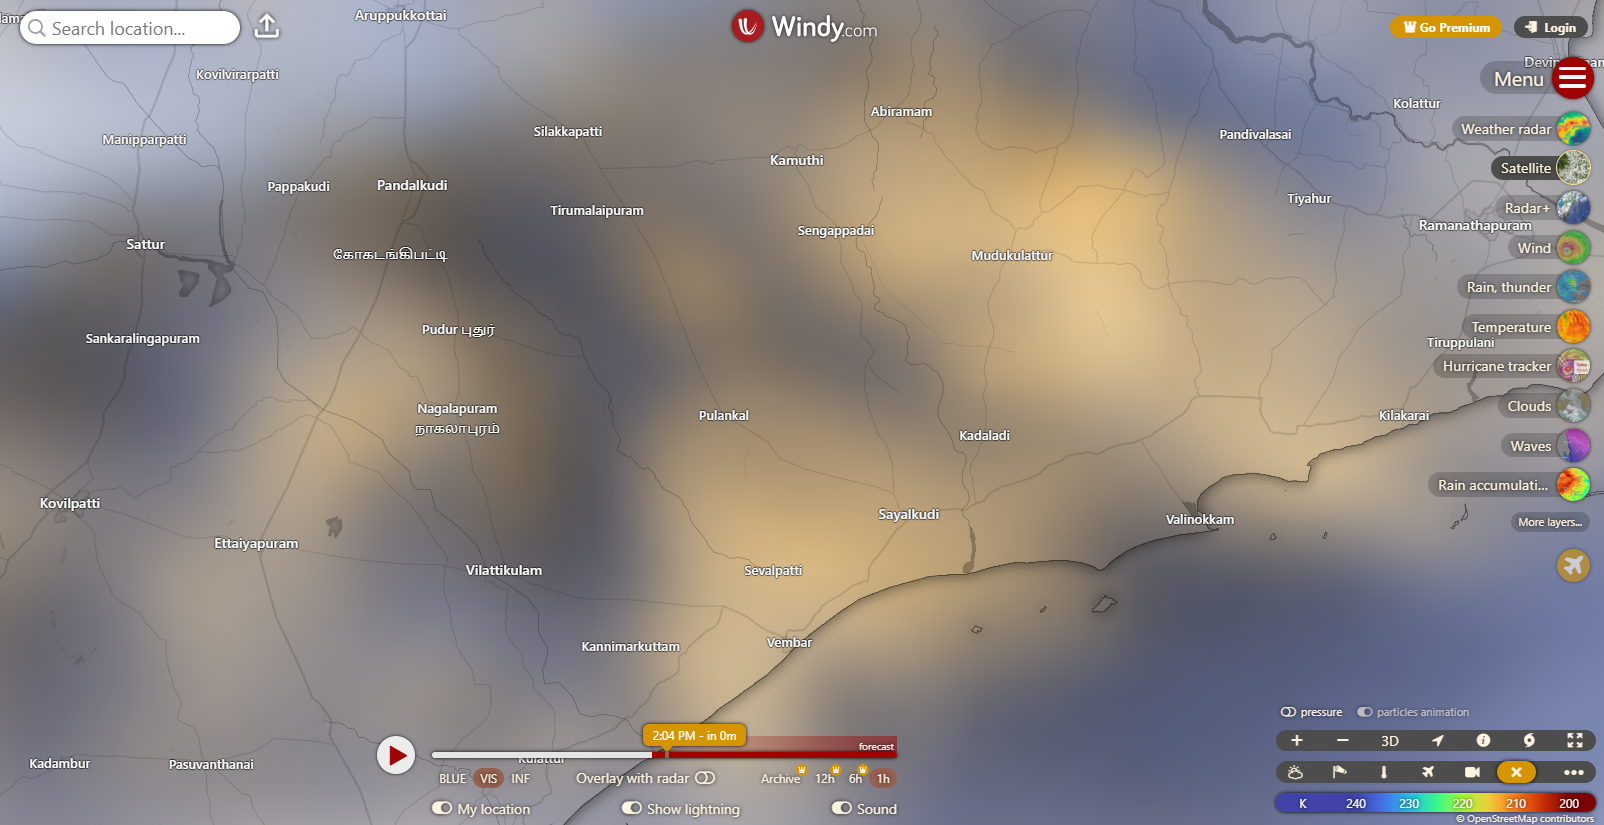 Aruppukkottai
Search location...
Windy.com
Go Premium
Login
Kovilvirarpatti
Menu
Abiramam
Kolattur
Manipparpatti
Silakkapatti
Pandivalasai
Weather radar
Kamuthi
Satellite
Pappakudi
Pandalkudi
Tirumalaipuram
Tiyahur
Radar+
Sengappadai
Ramanathapuram
Sattur
கோகடங்கிபட்டி
Mudukulattur
Wind
Rain, thunder
Pudur புதுர்
Temperature
Sankaralingapuram
Tiruppulani
Hurricane tracker
Nagalapuram
நாகலாபுரம்
Pulankal
Kilakarai
Clouds
Kadaladi
Waves
Rain accumulati...
Kovilpatti
Sayalkudi
Valinokkam
More layers...
Ettaiyapuram
Vilattikulam
Sevalpatti
Kannimarkuttam
Vembar
pressure
particles animation
2:04 PM - in 0m
forecast
3D
Kadambur
Pasuvanthanai
BLUE VIS INF
Overlay with radar
Archive 12h 6h 1h
My location
Show lightning
Sound
K 240 230 220 210 200
© OpenStreetMap contributors